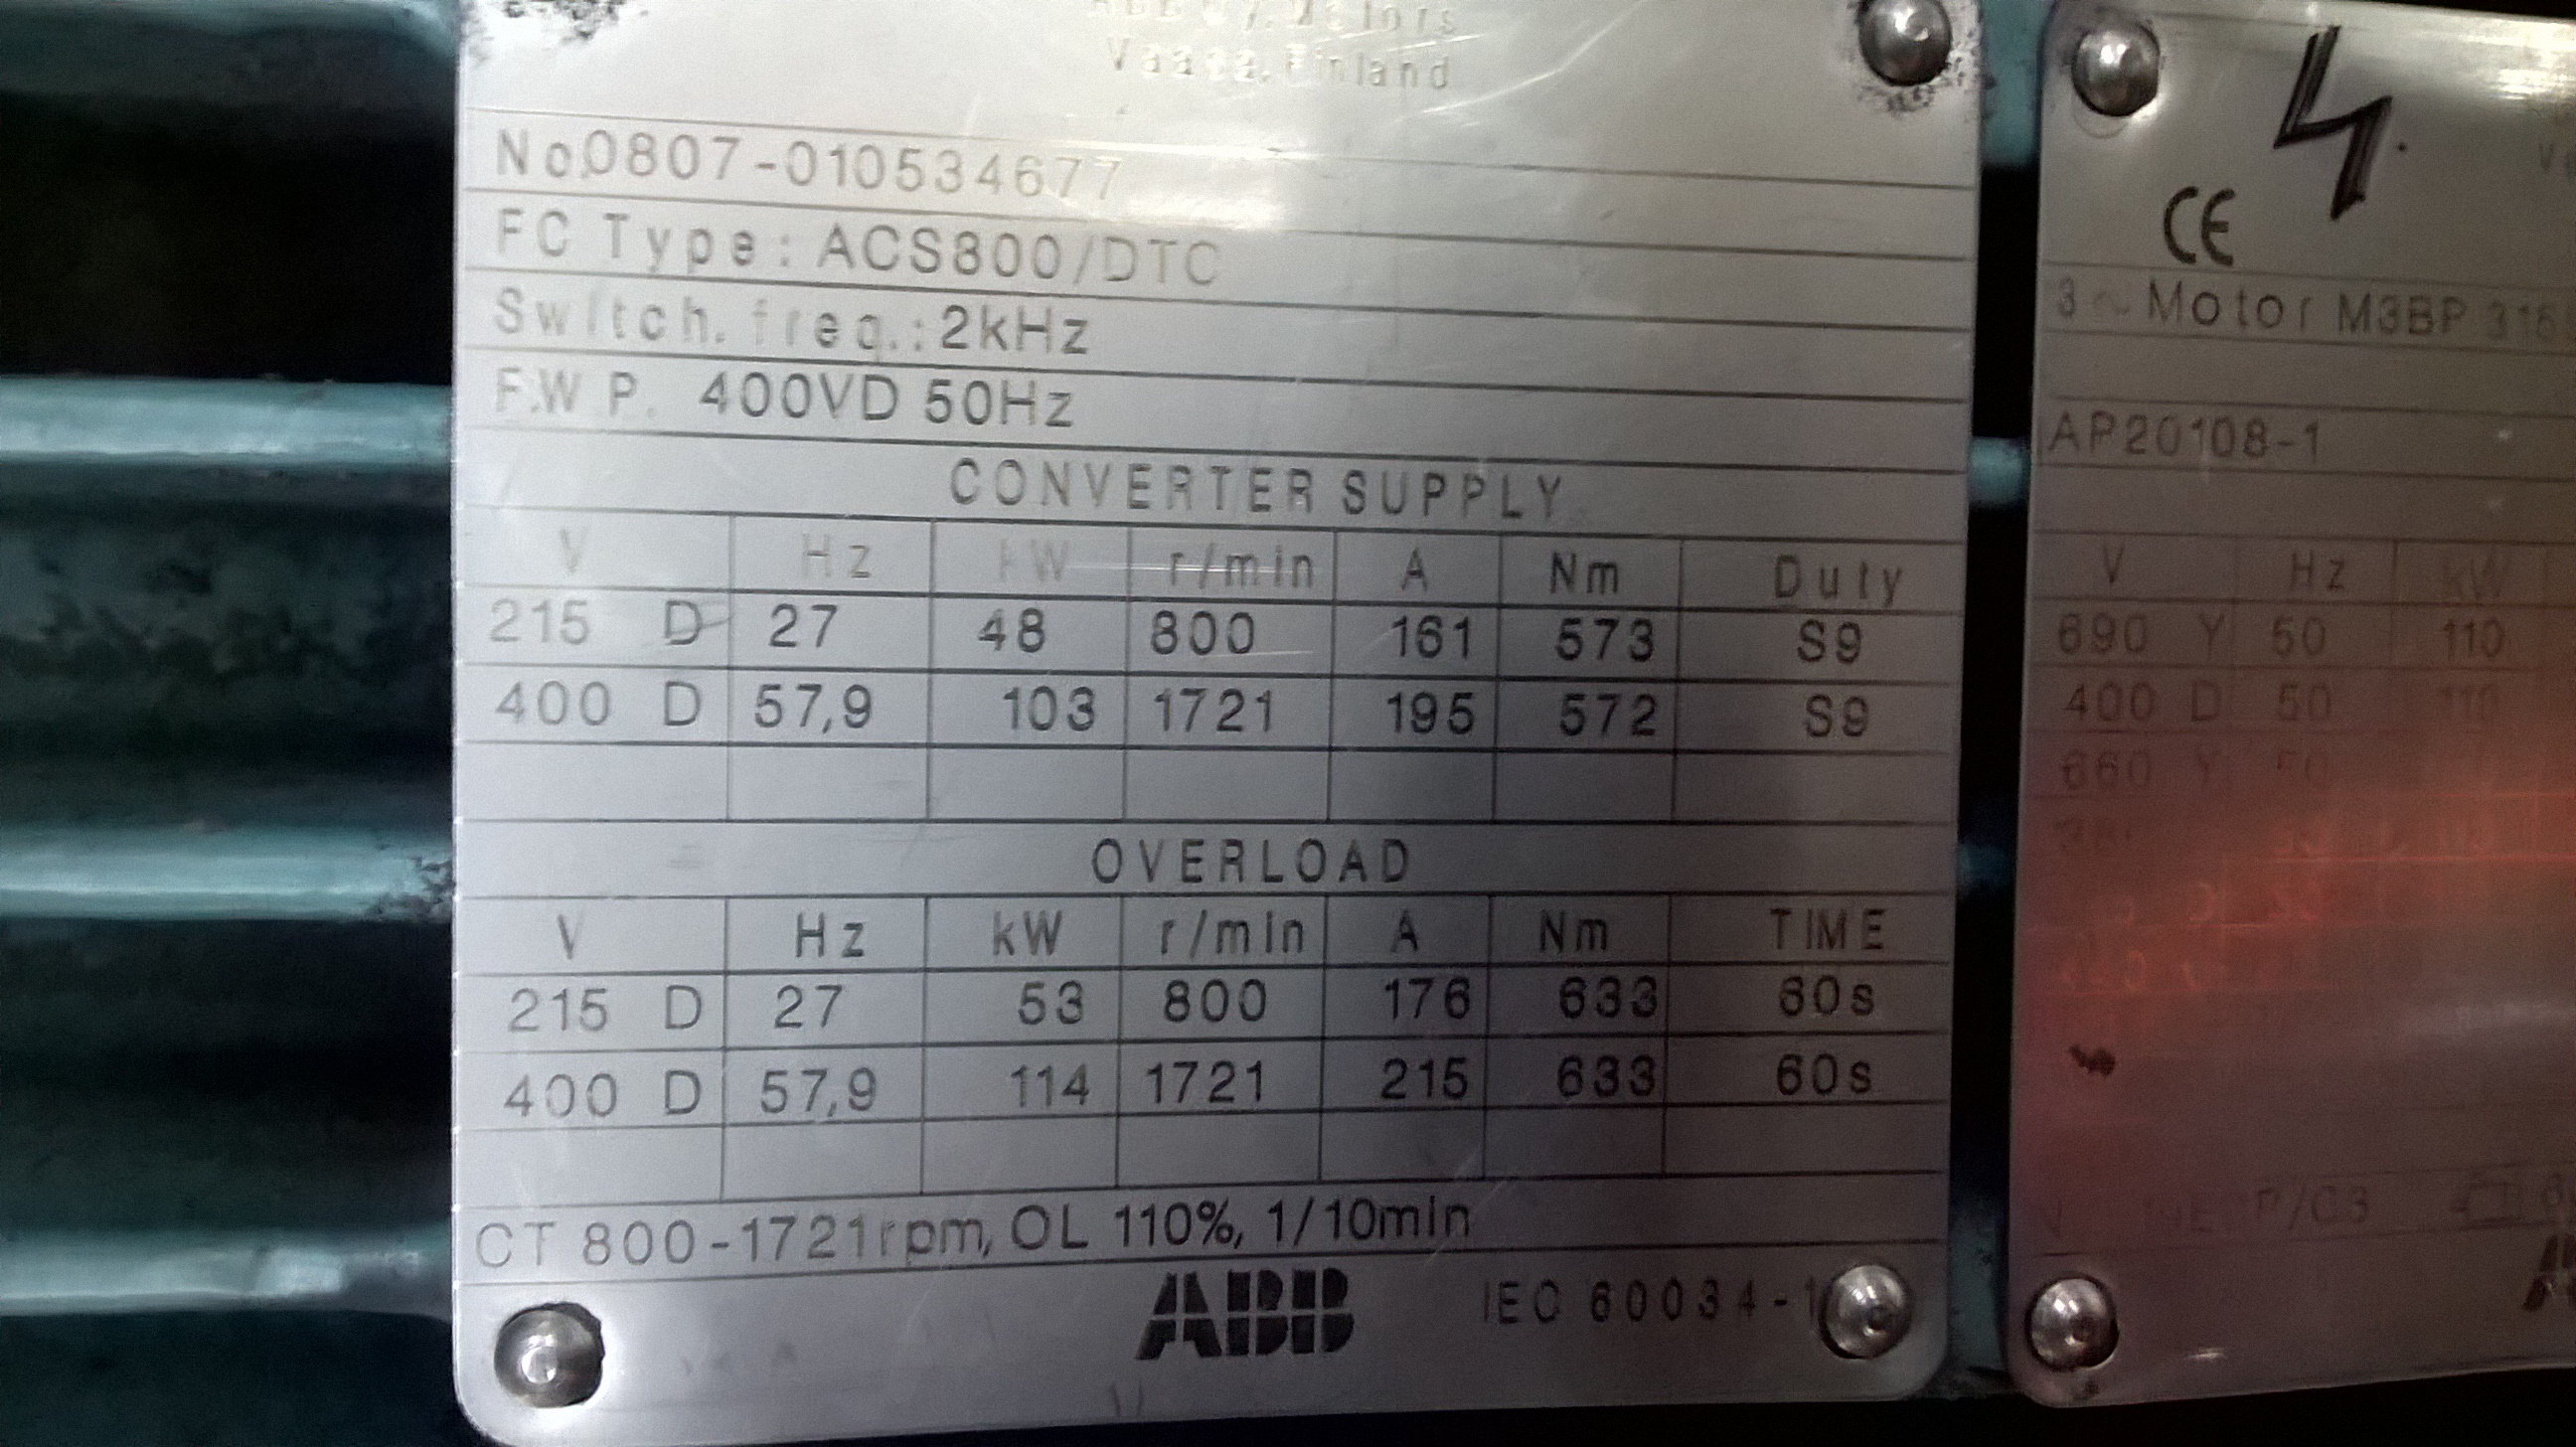 Vaasa, Finland
No.0807-010534677
FC Type: ACS800/DTC
Switch. freq.: 2kHz
F.W.P. 400VD 50Hz
CONVERTER SUPPLY
V Hz kW r/min A Nm Duty
215 D 27 48 800 161 573 S9
400 D 57,9 103 1721 195 572 S9
OVERLOAD
V Hz kW r/min A Nm TIME
215 D 27 53 800 176 633 60s
400 D 57,9 114 1721 215 633 60s
CT 800-1721rpm, OL 110%, 1/10min
ABB IEC 60034-1
CE
3~Motor M3BP 315
AP20108-1
V Hz kW
690 Y 50 110
400 D 50 110
660 Y 50